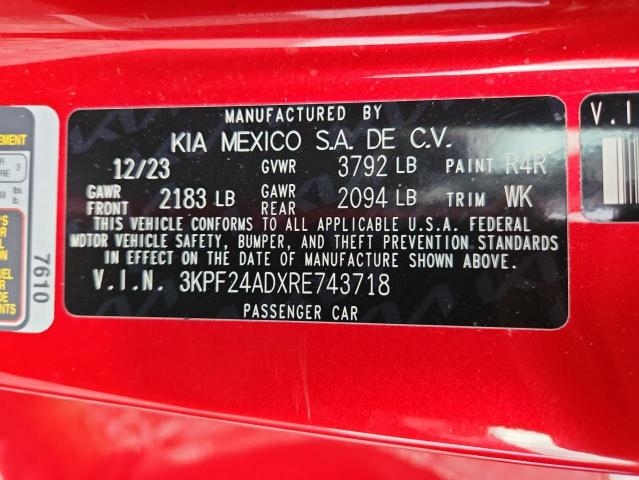 MANUFACTURED BY
KIA MEXICO S.A. DE C.V.
12/23 GVWR 3792 LB PAINT R4R
GAWR FRONT 2183 LB GAWR REAR 2094 LB TRIM WK
THIS VEHICLE CONFORMS TO ALL APPLICABLE U.S.A. FEDERAL
MOTOR VEHICLE SAFETY, BUMPER, AND THEFT PREVENTION STANDARDS
IN EFFECT ON THE DATE OF MANUFACTURE SHOWN ABOVE.
V.I.N. 3KPF24ADXRE743718
PASSENGER CAR
7610
V.I